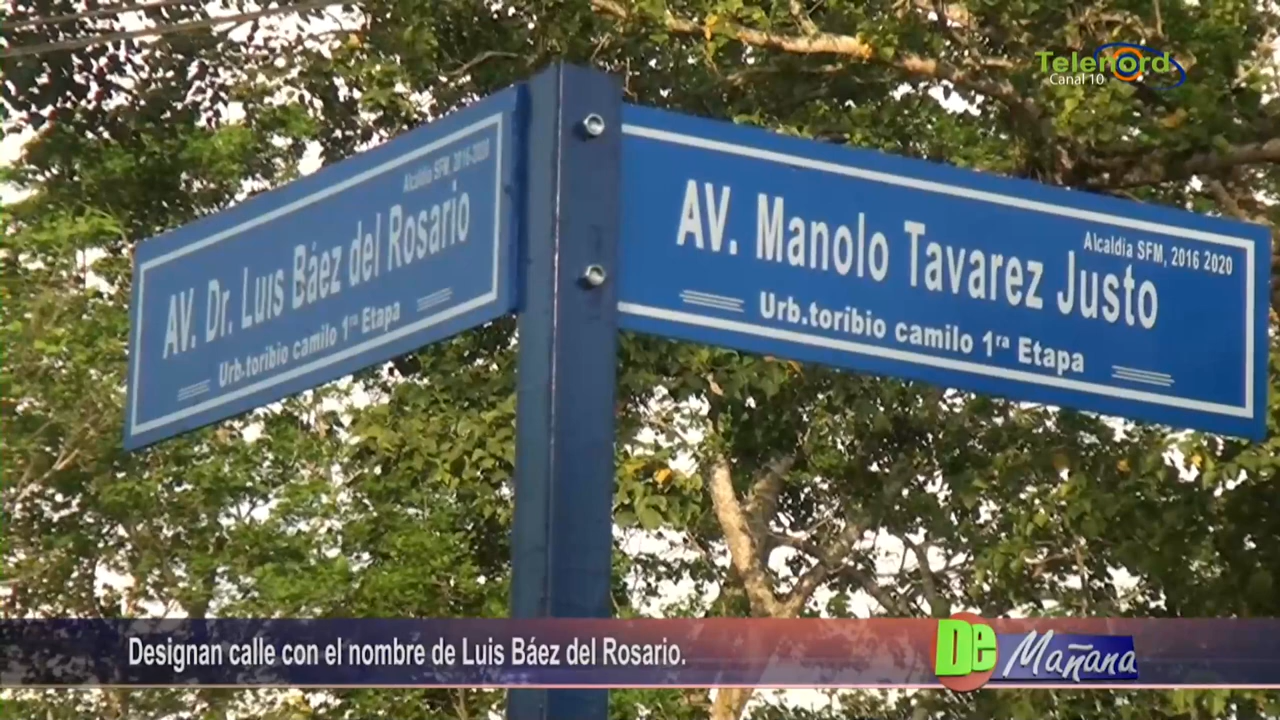 Telenord
Canal 10
Alcaldía SFM, 2016-2020
AV. Dr. Luis Báez del Rosario
Urb.toribio camilo 1ra Etapa
Alcaldía SFM, 2016 2020
AV. Manolo Tavarez Justo
Urb.toribio camilo 1ra Etapa
Designan calle con el nombre de Luis Báez del Rosario.
De Mañana